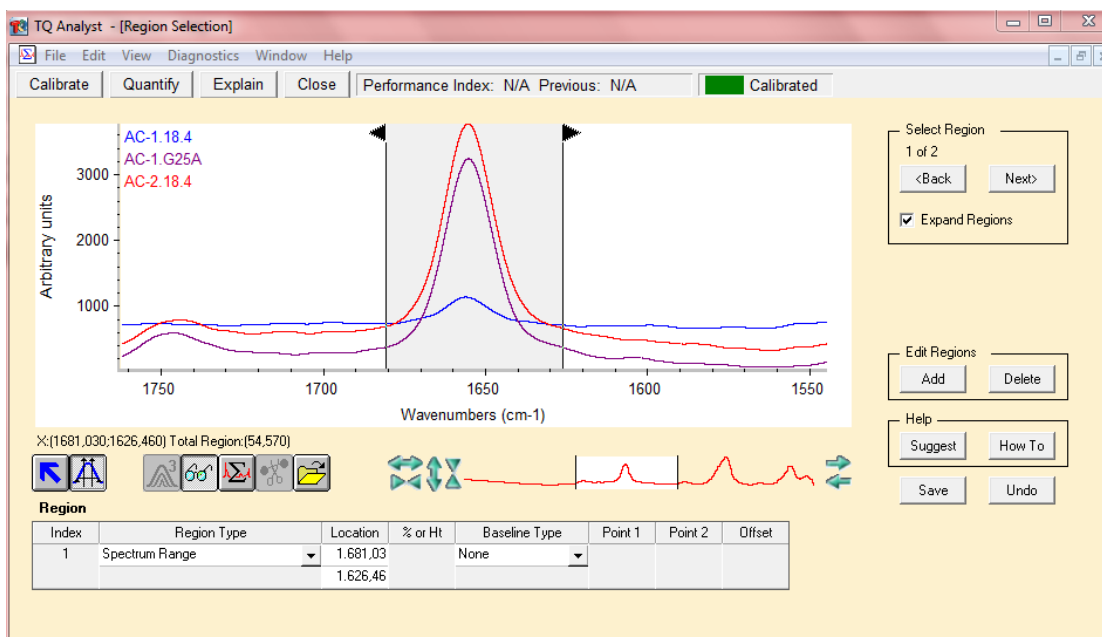 TQ Analyst - [Region Selection]
File Edit View Diagnostics Window Help
Calibrate Quantify Explain Close Performance Index: N/A Previous: N/A Calibrated
AC-1.18.4
AC-1.G25A
AC-2.18.4
Arbitrary units
3000
2000
1000
1750 1700 1650 1600 1550
Wavenumbers (cm-1)
Select Region
1 of 2
<Back Next>
Expand Regions
Edit Regions
Add Delete
Help
Suggest How To
Save Undo
X:(1681,030;1626,460) Total Region:(54,570)
Region
Index Region Type Location % or Ht Baseline Type Point 1 Point 2 Offset
1 Spectrum Range 1.681,03 None
1.626,46